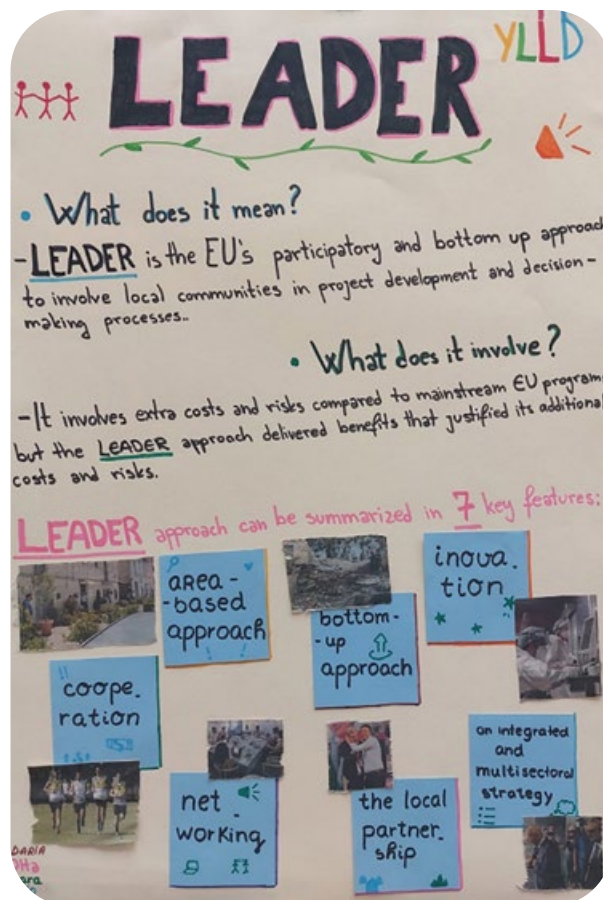 LEADER
YLLD
• What does it mean?
- LEADER is the EU's participatory and bottom up approach
to involve local communities in project development and decision-
making processes..
• What does it involve?
- It involves extra costs and risks compared to mainstream EU program
but the LEADER approach delivered benefits that justified its additional
costs and risks.
LEADER approach can be summarized in 7 key features:
area-
-based
approach
bottom-
-up
approach
inova.
tion
coope.
ration
net
working
the local
partner.
ship
an integrated
and
multisectoral
strategy
DARIA